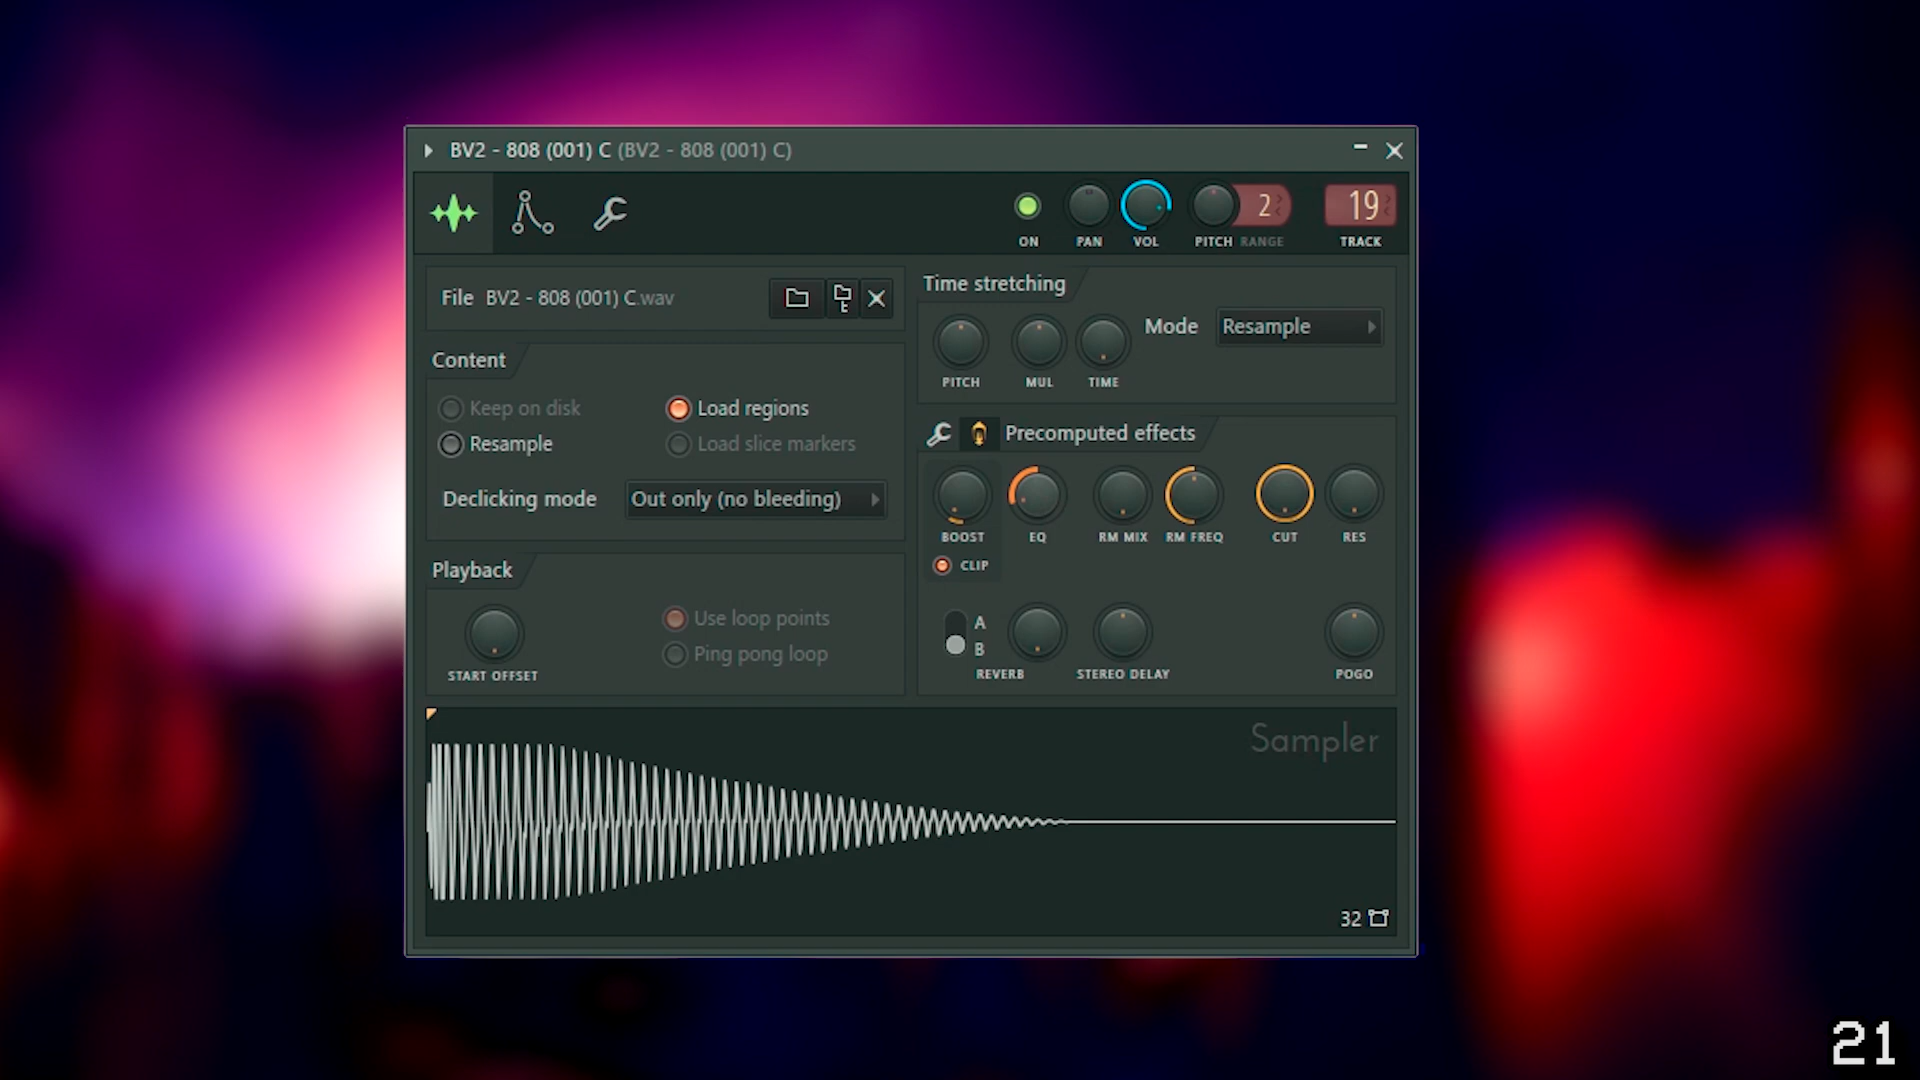 BV2 - 808 (001) C (BV2 - 808 (001) C)
ON PAN VOL PITCH RANGE 2 19 TRACK
File BV2 - 808 (001) C.wav
Content
Keep on disk Load regions
Resample Load slice markers
Declicking mode Out only (no bleeding)
Playback
START OFFSET
Use loop points
Ping pong loop
Time stretching
PITCH MUL TIME
Mode Resample
Precomputed effects
BOOST EQ RM MIX RM FREQ CUT RES
CLIP
A
B
REVERB STEREO DELAY POGO
Sampler
32
21